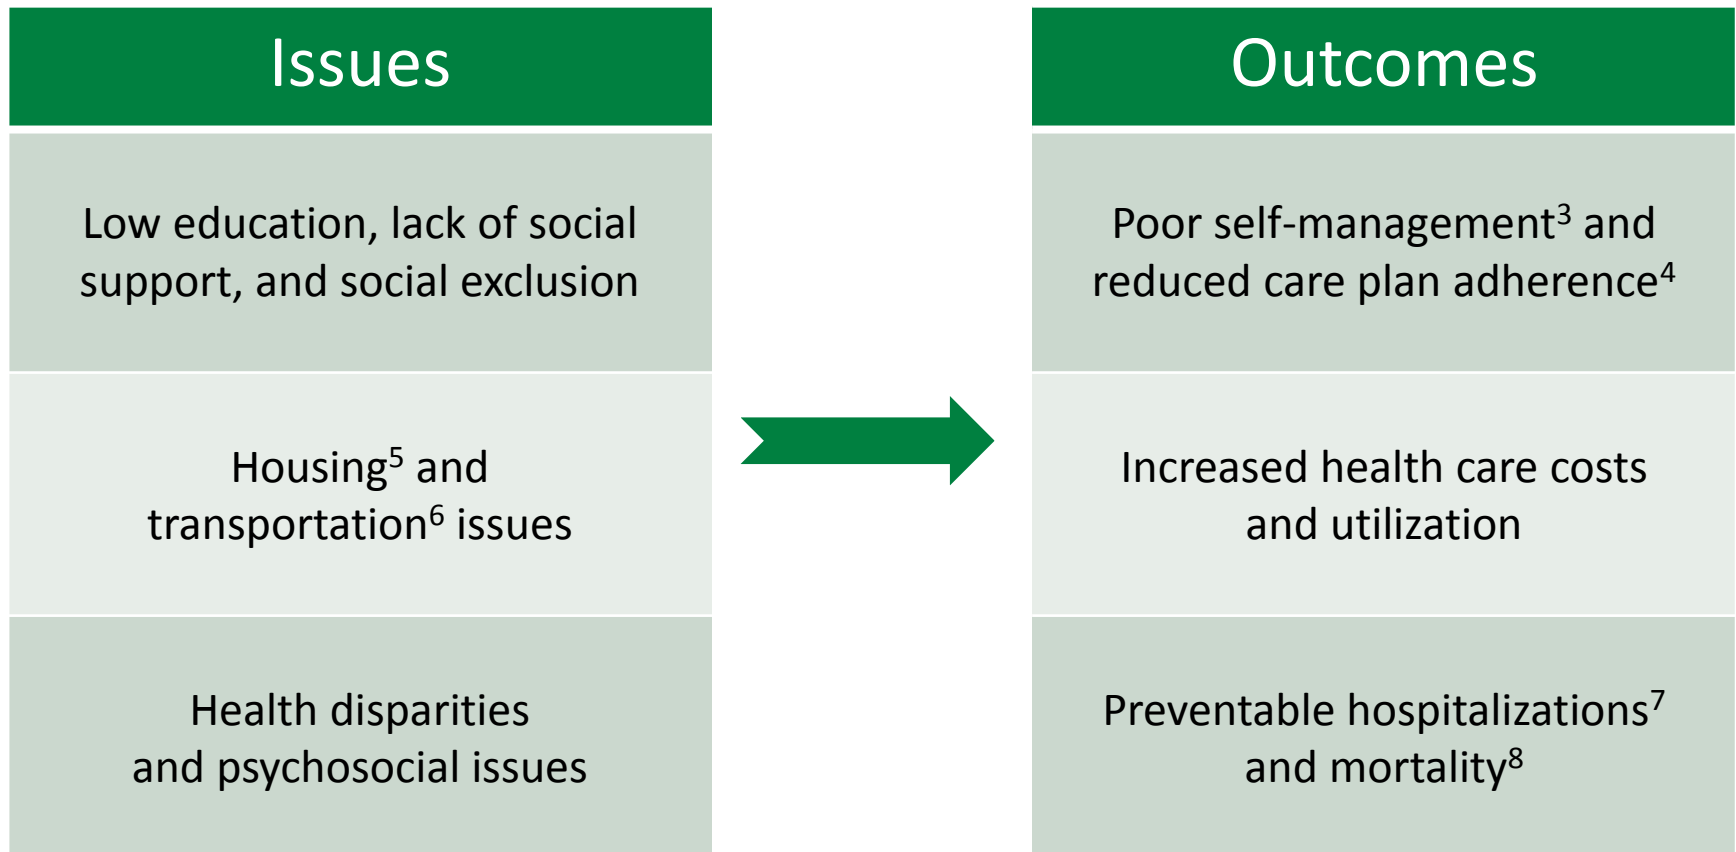 Issues
Low education, lack of social
support, and social exclusion
Housing⁵ and
transportation⁶ issues
Health disparities
and psychosocial issues
Outcomes
Poor self-management³ and
reduced care plan adherence⁴
Increased health care costs
and utilization
Preventable hospitalizations⁷
and mortality⁸